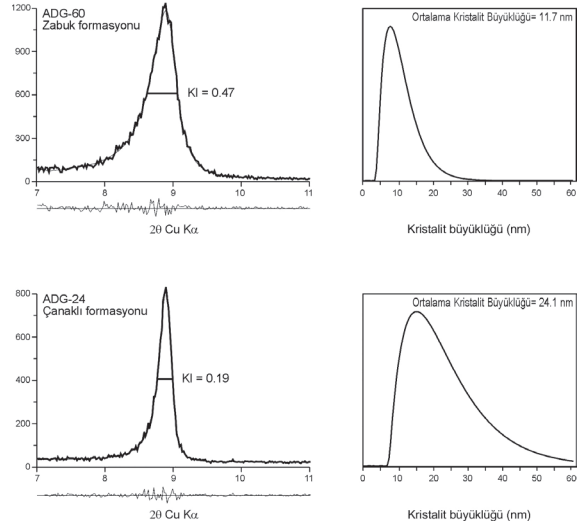 ADG-60
Zabuk formasyonu
1200
900
600
300
0
KI = 0.47
7 8 9 10 11
2θ Cu Kα
Ortalama Kristalit Büyüklüğü= 11.7 nm
0 10 20 30 40 50 60
Kristalit büyüklüğü (nm)
ADG-24
Çanaklı formasyonu
800
600
400
200
0
KI = 0.19
7 8 9 10 11
2θ Cu Kα
Ortalama Kristalit Büyüklüğü= 24.1 nm
0 10 20 30 40 50 60
Kristalit büyüklüğü (nm)